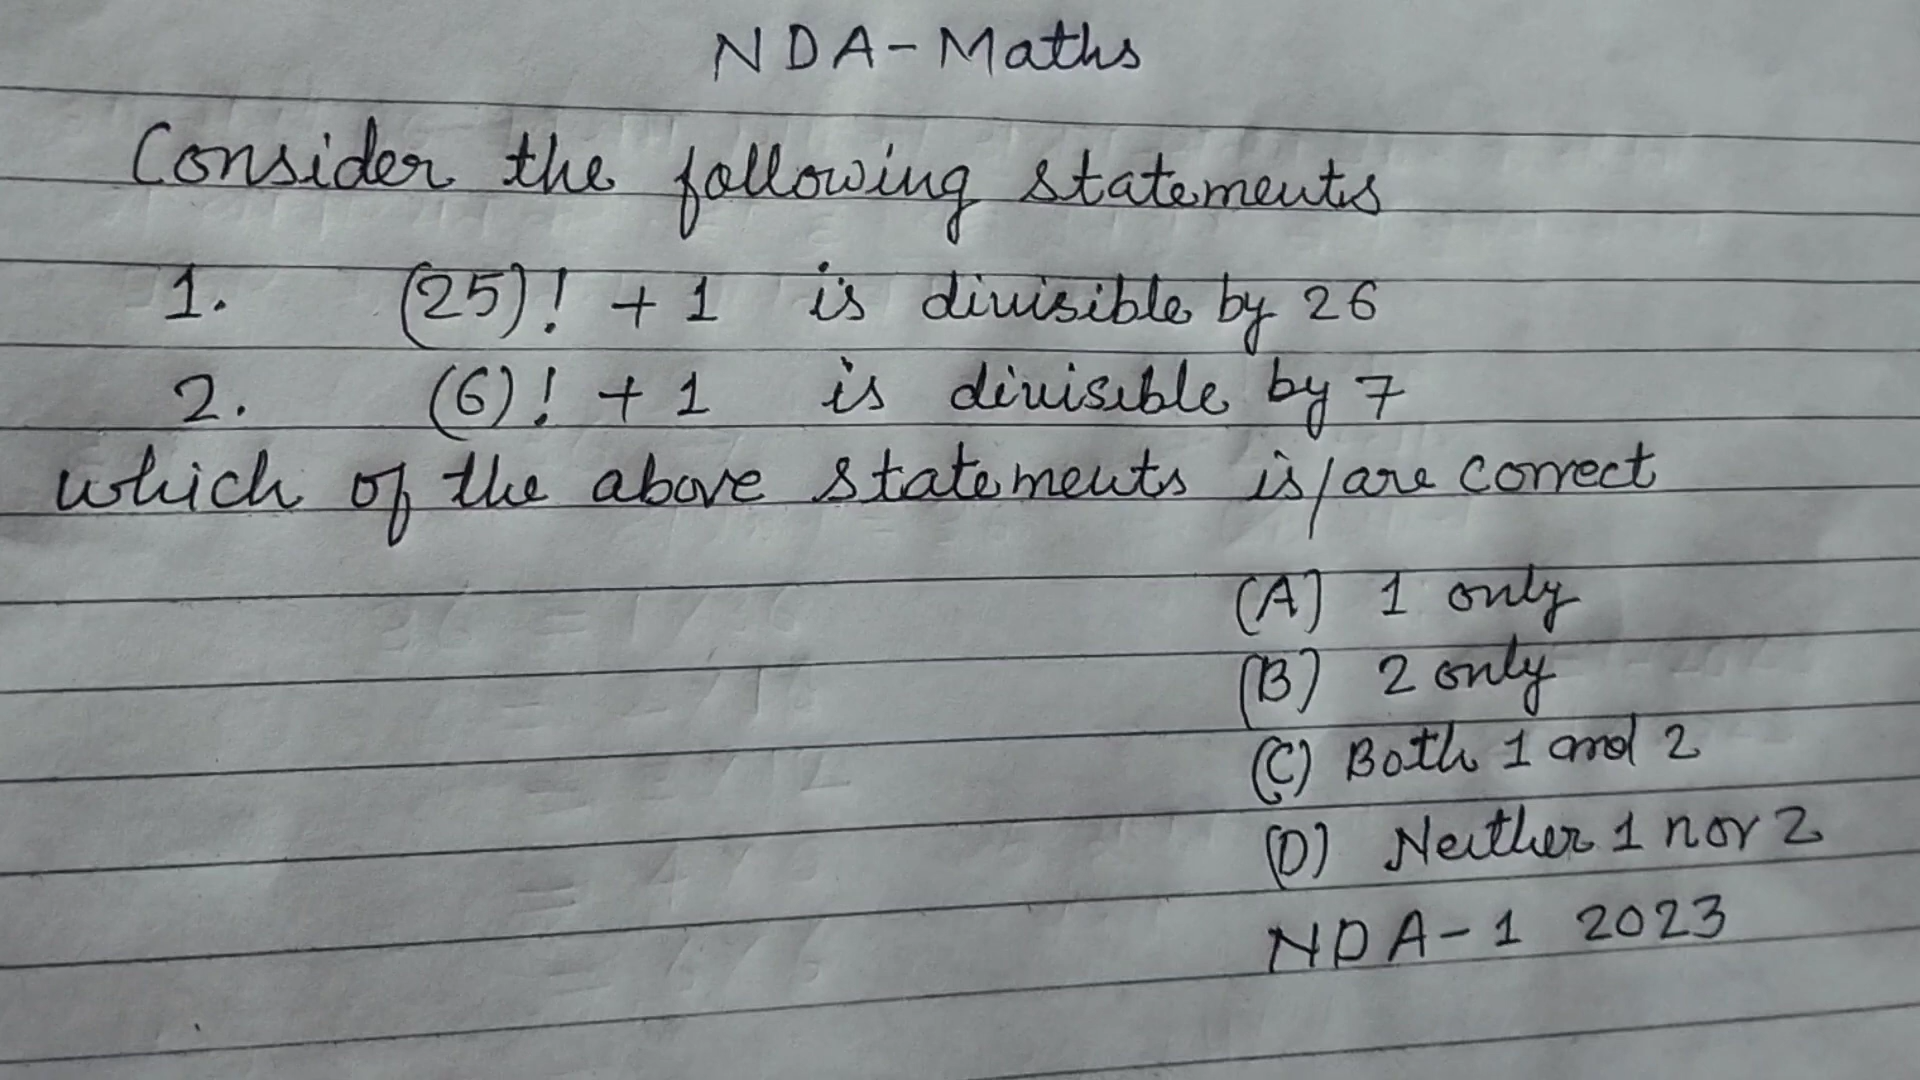 NDA-Maths
Consider the following statements
1. (25)! + 1 is divisible by 26
2. (6)! + 1 is divisible by 7
which of the above statements is/are correct
(A) 1 only
(B) 2 only
(C) Both 1 and 2
(D) Neither 1 nor 2
NDA-1 2023